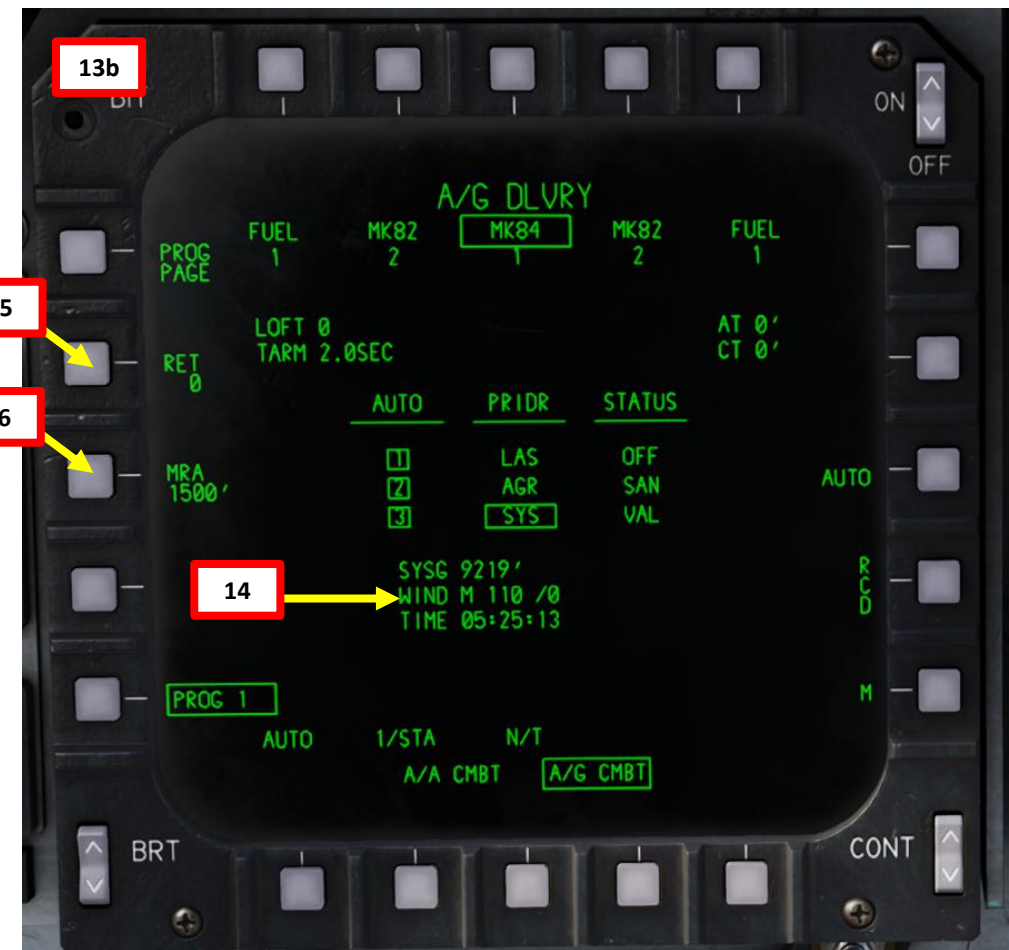 13b
BIT
ON
OFF
A/G DLVRY
FUEL MK82 MK84 MK82 FUEL
1 2 1 2 1
PROG
PAGE
5
LOFT 0 AT 0'
TARM 2.0SEC CT 0'
RET
0
6
AUTO PRIDR STATUS
1 LAS OFF
2 AGR SAN
3 SYS VAL
MRA
1500'
AUTO
14
SYSG 9219'
WIND M 110 /0
TIME 05:25:13
RCD
PROG 1
M
AUTO 1/STA N/T
A/A CMBT A/G CMBT
BRT
CONT